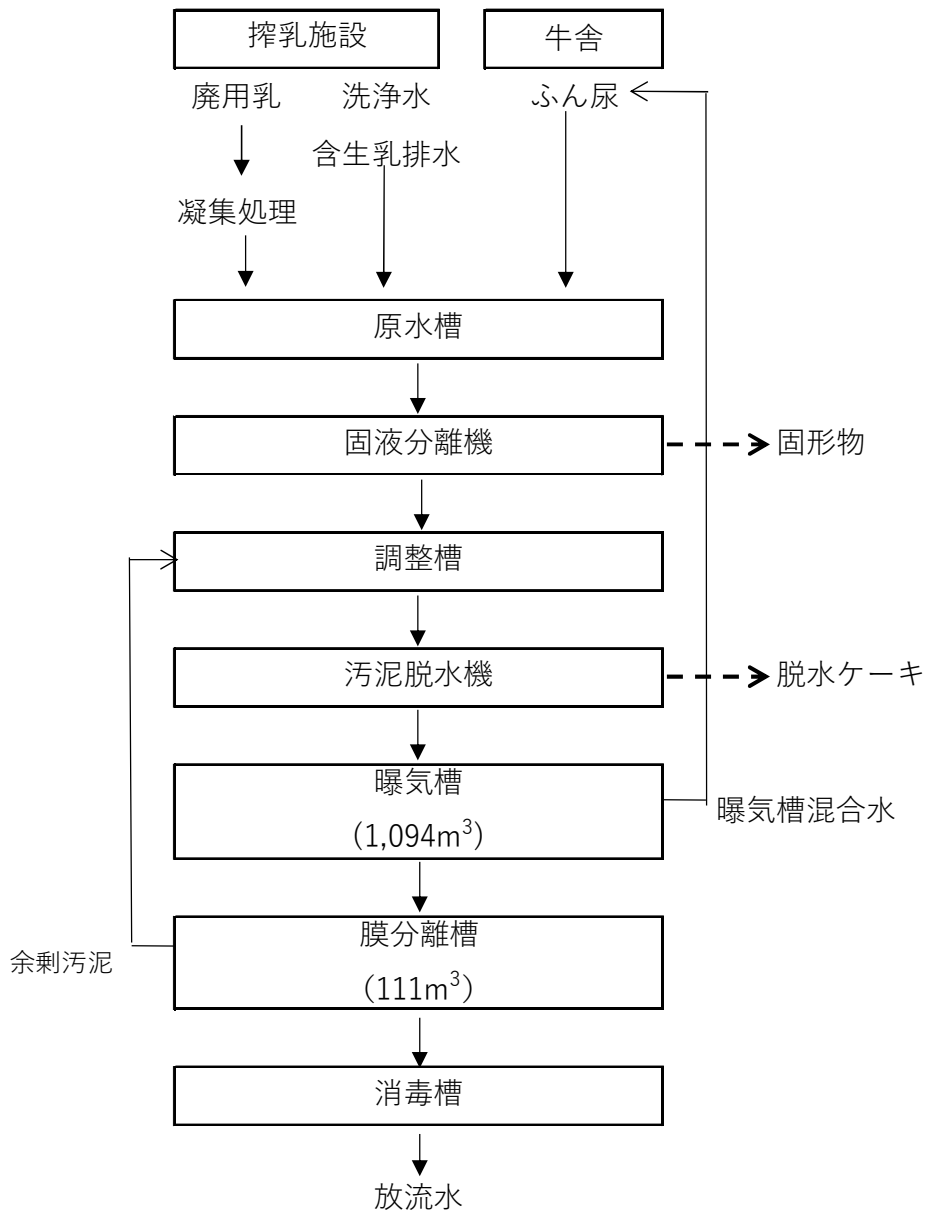 搾乳施設
牛舎
廃用乳
洗浄水
ふん尿
含生乳排水
凝集処理
原水槽
固液分離機
固形物
調整槽
汚泥脱水機
脱水ケーキ
曝気槽
(1,094m³)
曝気槽混合水
膜分離槽
(111m³)
余剰汚泥
消毒槽
放流水